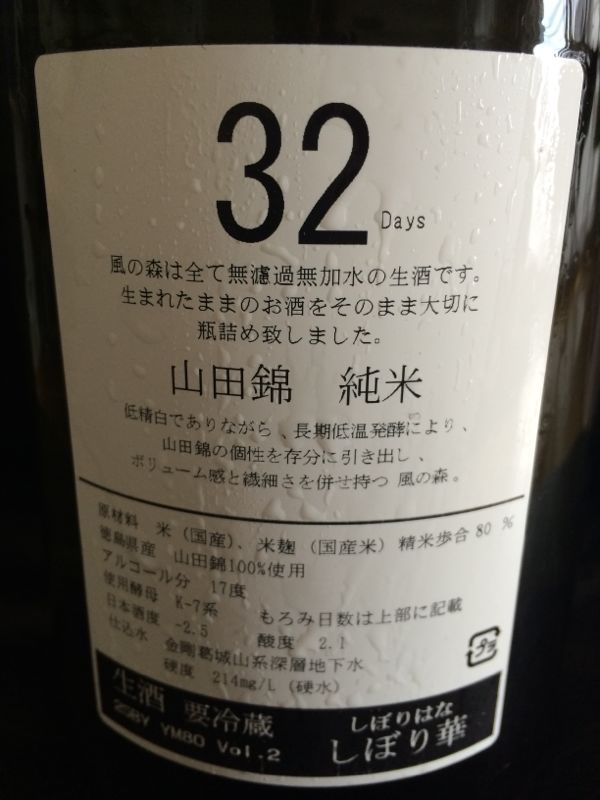 32 Days
風の森は全て無濾過無加水の生酒です。
生まれたままのお酒をそのまま大切に
瓶詰め致しました。
山田錦 純米
低精白でありながら、長期低温発酵により、
山田錦の個性を存分に引き出し、
ボリューム感と繊細さを併せ持つ 風の森。
原材料 米(国産)、米麹(国産米)精米歩合 80 %
徳島県産 山田錦100%使用
アルコール分 17度
使用酵母 K-7系 もろみ日数は上部に記載
日本酒度 -2.5 酸度 2.1
仕込水 金剛葛城山系深層地下水
硬度 214mg/L(硬水)
プラ
生酒 要冷蔵
25BY YM80 Vol.2
しぼりはな
しぼり華